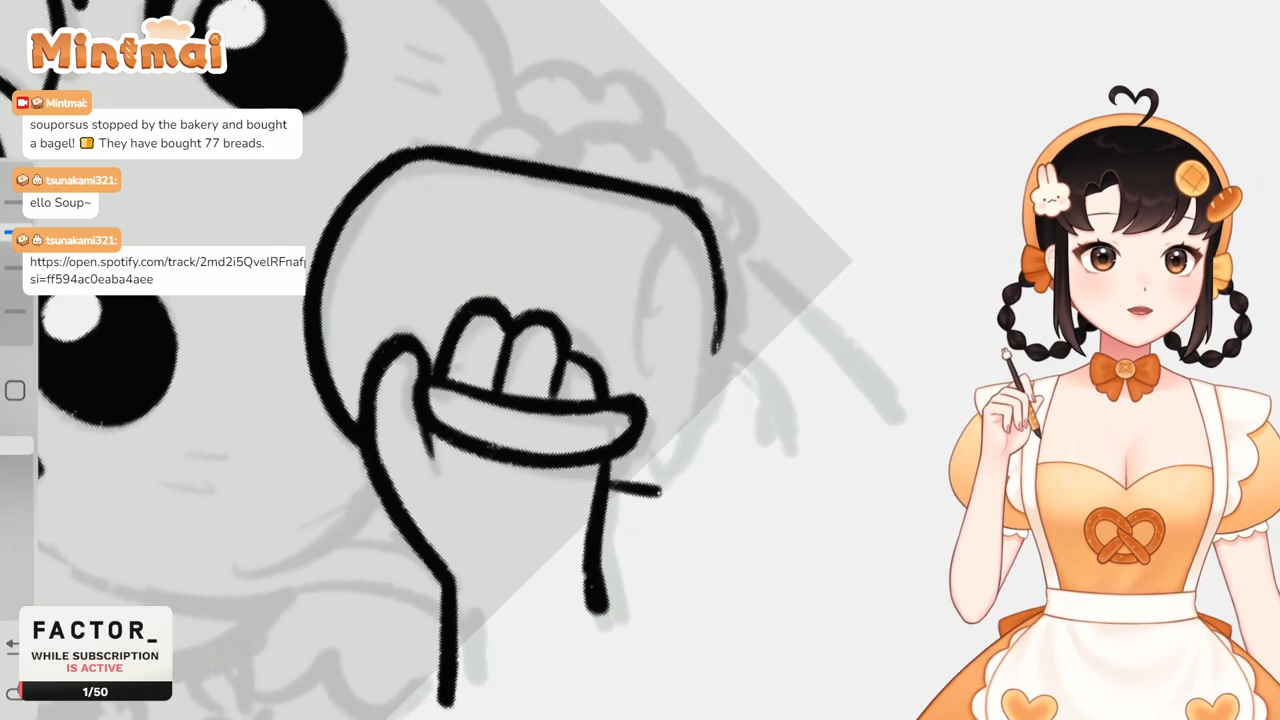 Mintmai
Mintmai:
souporsus stopped by the bakery and bought
a bagel! They have bought 77 breads.
tsunakami321:
ello Soup~
tsunakami321:
https://open.spotify.com/track/2md2i5QvelRFnaf
si=ff594ac0eaba4aee
FACTOR_
WHILE SUBSCRIPTION
IS ACTIVE
1/50